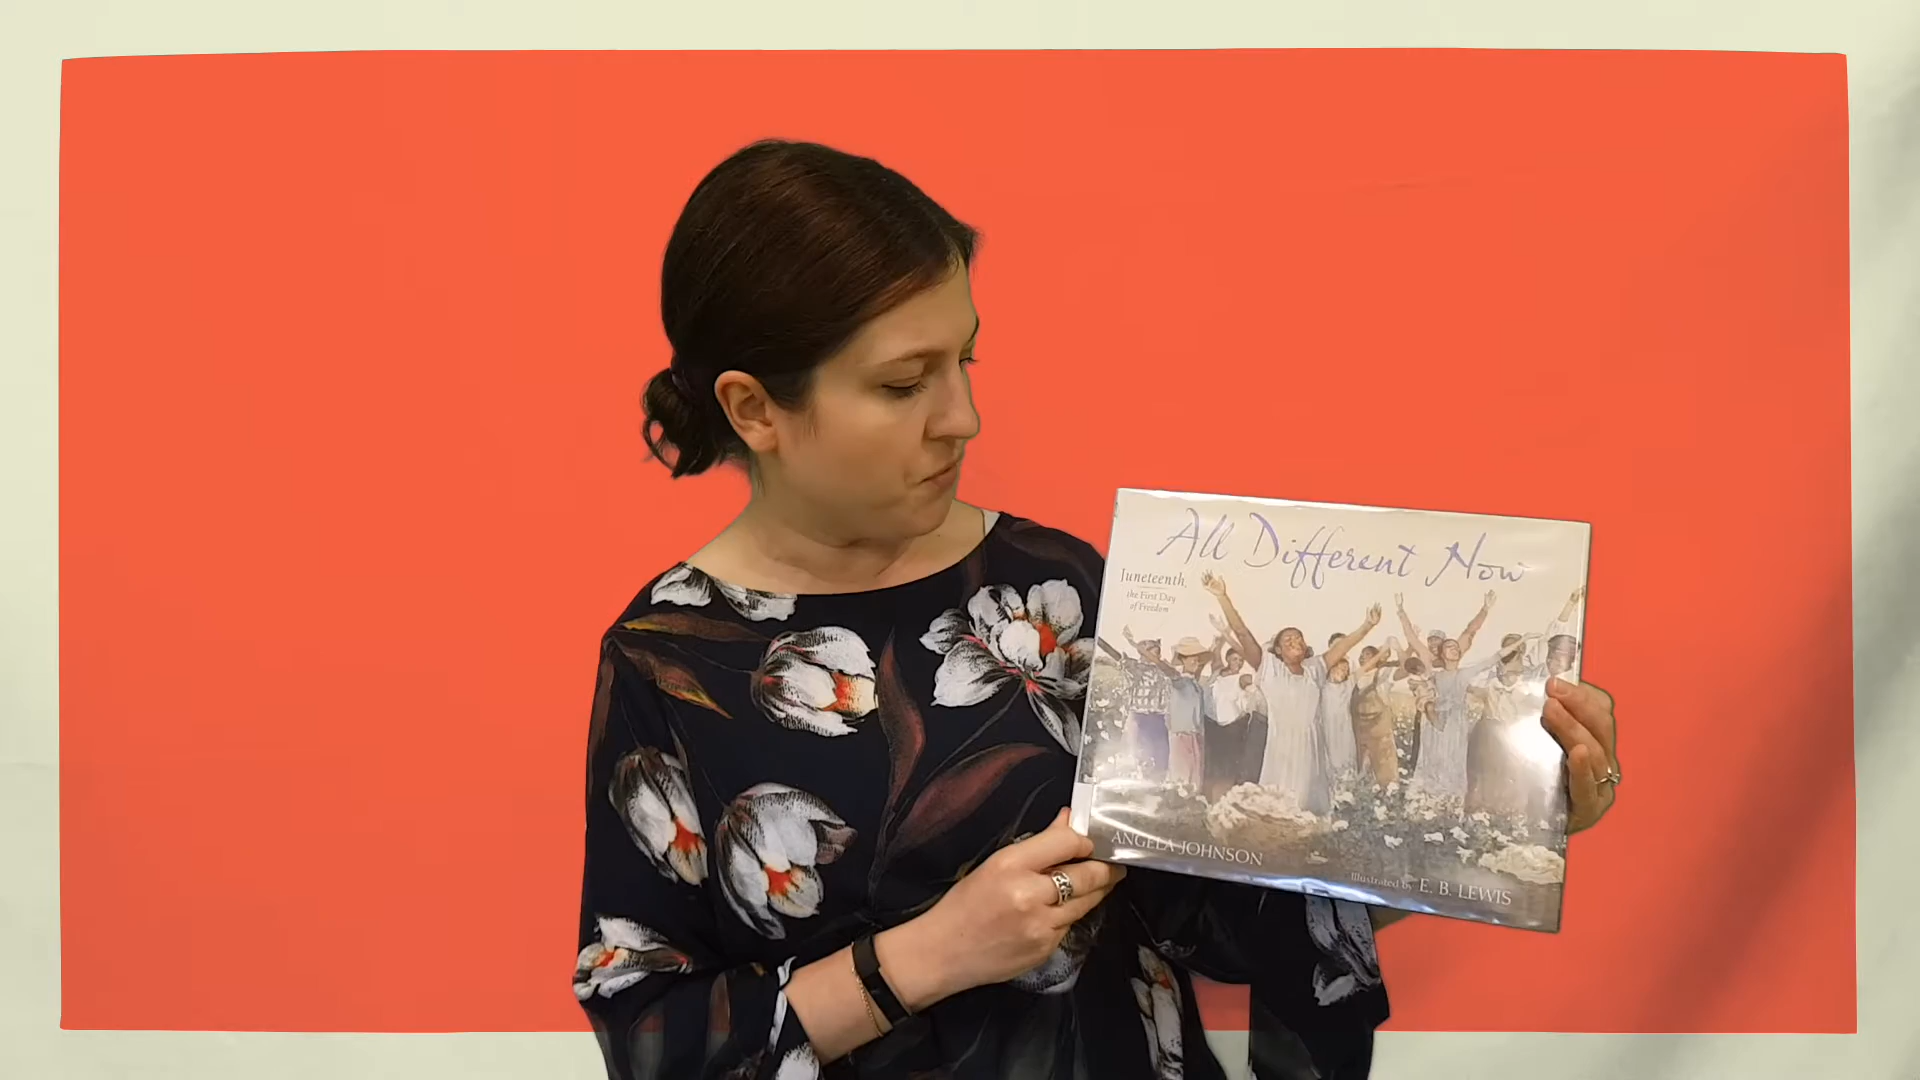 All Different Now
Juneteenth,
the First Day
of Freedom
ANGELA JOHNSON
Illustrated by E. B. LEWIS